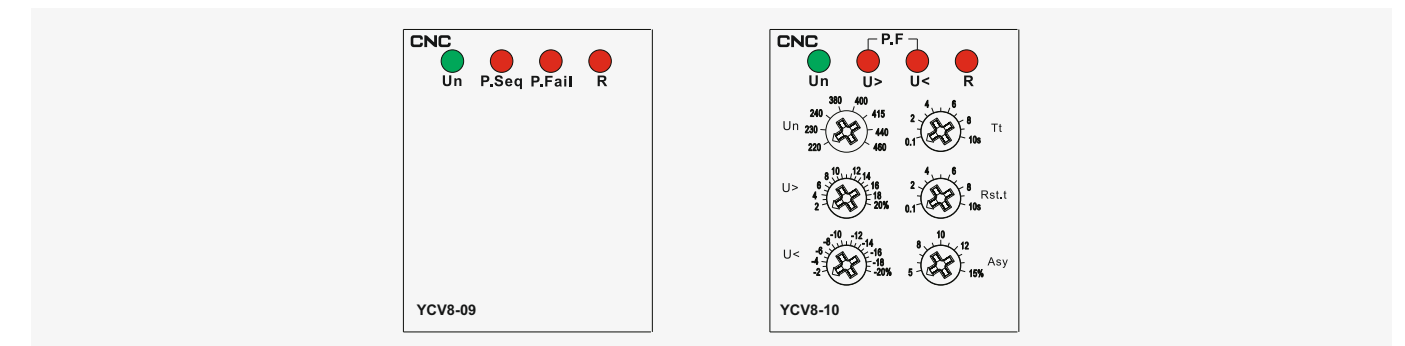 CNC
Un P.Seq P.Fail R
YCV8-09
CNC P.F
Un U> U< R
Un 220 230 240 380 400 415 440 460
0.1 2 4 6 8 10s Tt
U> 2 4 6 8 10 12 14 16 18 20%
0.1 2 4 6 8 10s Rst.t
U< -2 -4 -6 -8 -10 -12 -14 -16 -18 -20%
5 8 10 12 15% Asy
YCV8-10